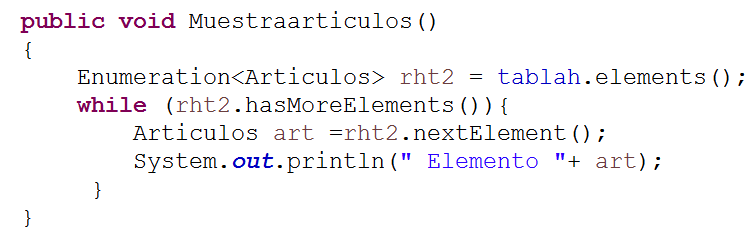 public void Muestraarticulos()
{
    Enumeration<Articulos> rht2 = tablah.elements();
    while (rht2.hasMoreElements()){
        Articulos art =rht2.nextElement();
        System.out.println(" Elemento "+ art);
     }
}